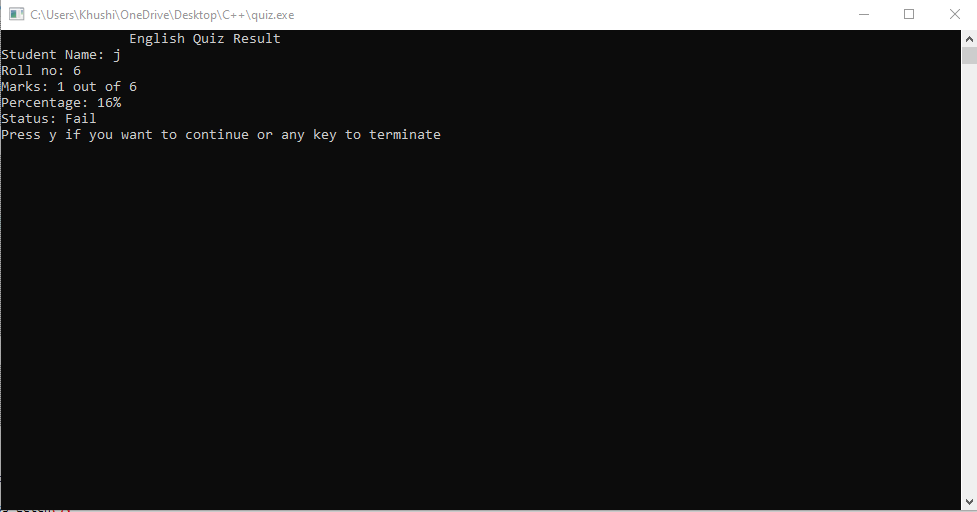 C:\Users\Khushi\OneDrive\Desktop\C++\quiz.exe
English Quiz Result
Student Name: j
Roll no: 6
Marks: 1 out of 6
Percentage: 16%
Status: Fail
Press y if you want to continue or any key to terminate